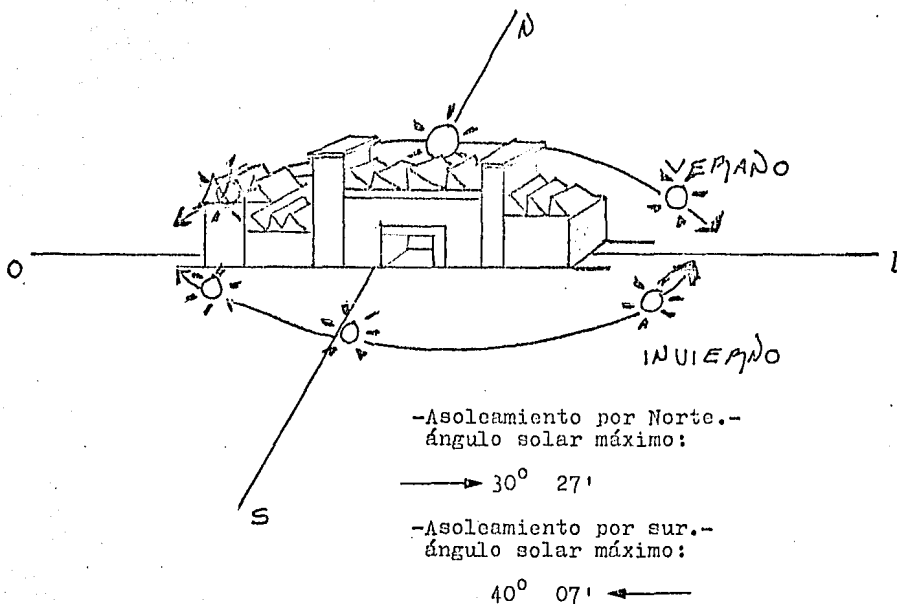 N
VERANO
O
L
INVIERNO
-Asoleamiento por Norte.-
ángulo solar máximo:
30° 27'
S
-Asoleamiento por sur.-
ángulo solar máximo:
40° 07'